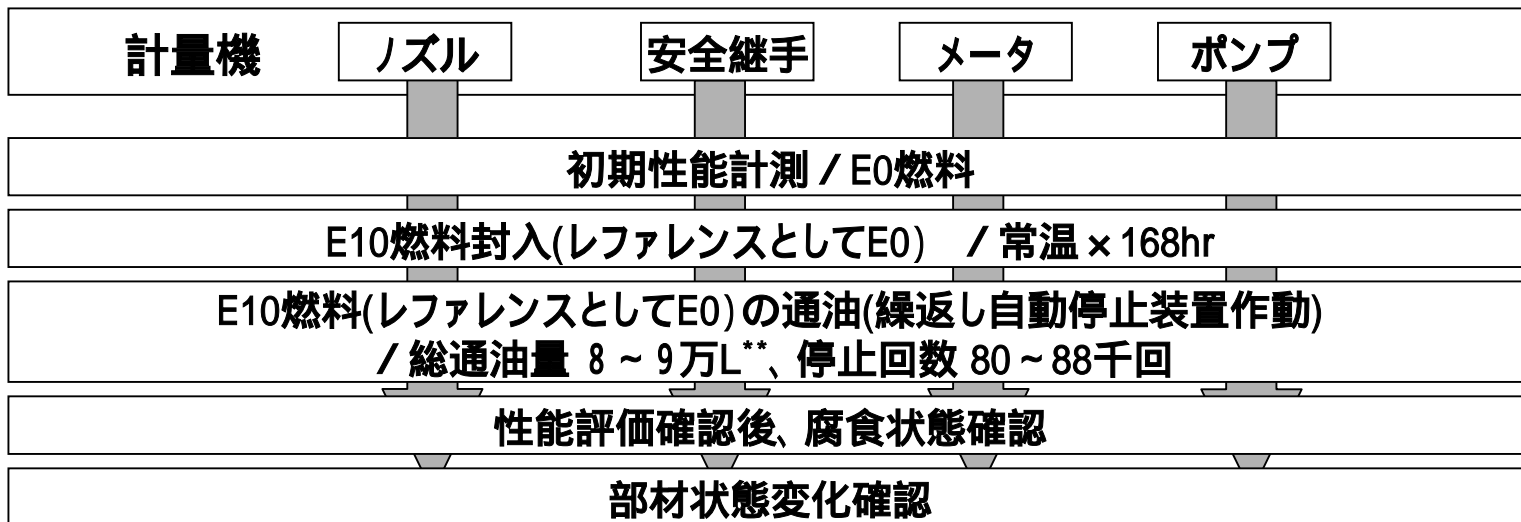 計量機 ノズル 安全継手 メータ ポンプ
初期性能計測 / E0燃料
E10燃料封入(レファレンスとしてE0) / 常温 × 168hr
E10燃料(レファレンスとしてE0)の通油(繰返し自動停止装置作動)
/ 総通油量 8 ~ 9万L**、停止回数 80 ~ 88千回
性能評価確認後、腐食状態確認
部材状態変化確認